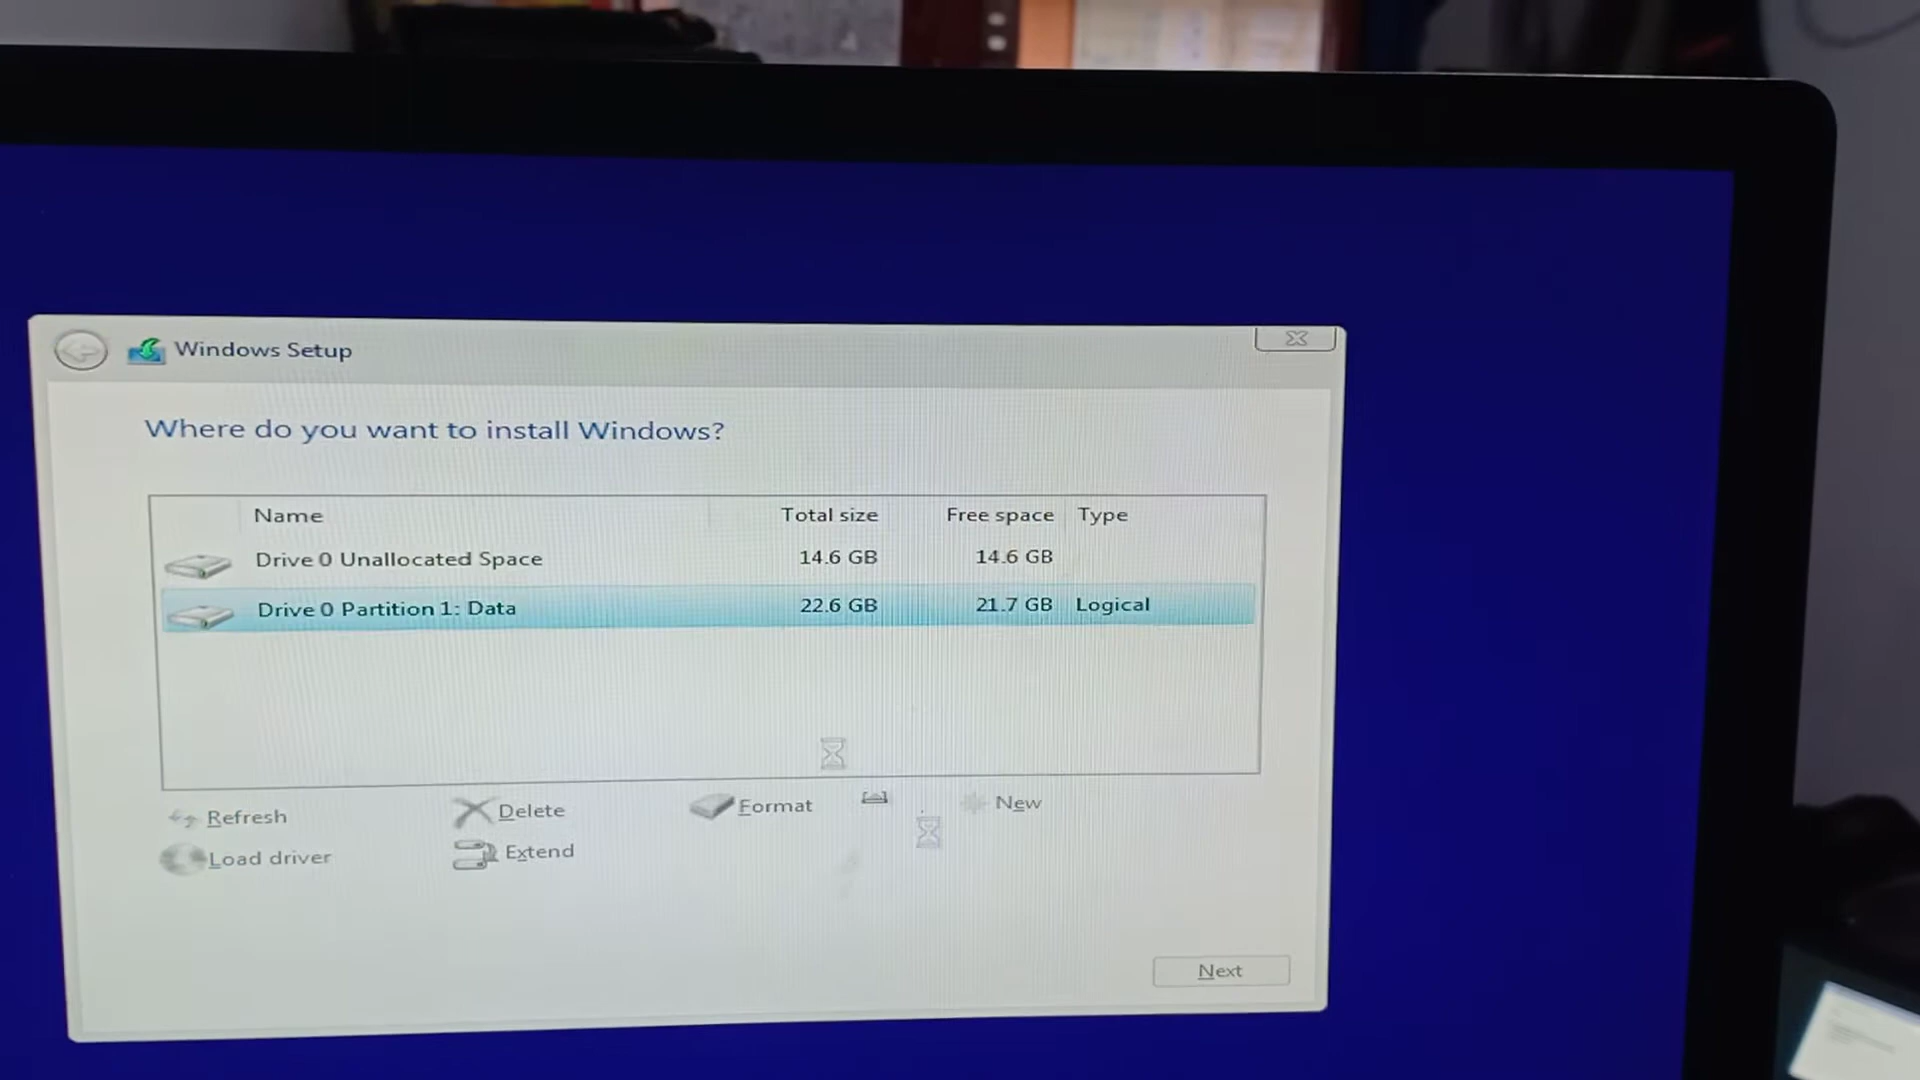 Windows Setup
Where do you want to install Windows?
Name Total size Free space Type
Drive 0 Unallocated Space 14.6 GB 14.6 GB
Drive 0 Partition 1: Data 22.6 GB 21.7 GB Logical
Refresh Delete Format New
Load driver Extend
Next